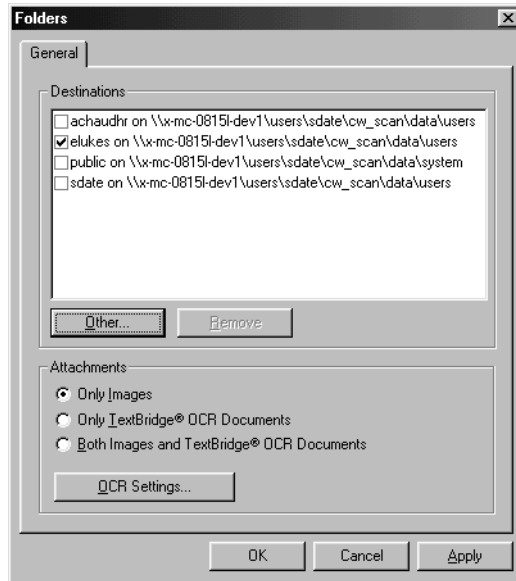 Folders
General
Destinations
achaudhr on \\x-mc-0815l-dev1\users\sdate\cw_scan\data\users
elukes on \\x-mc-0815l-dev1\users\sdate\cw_scan\data\users
public on \\x-mc-0815l-dev1\users\sdate\cw_scan\data\system
sdate on \\x-mc-0815l-dev1\users\sdate\cw_scan\data\users
Other... Remove
Attachments
Only Images
Only TextBridge® OCR Documents
Both Images and TextBridge® OCR Documents
OCR Settings...
OK Cancel Apply